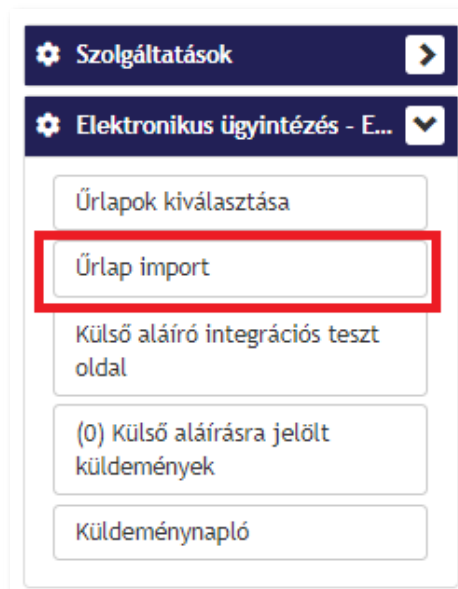 Szolgáltatások
Elektronikus ügyintézés - E...
Űrlapok kiválasztása
Űrlap import
Külső aláíró integrációs teszt
oldal
(0) Külső aláírásra jelölt
küldemények
Küldeménynapló